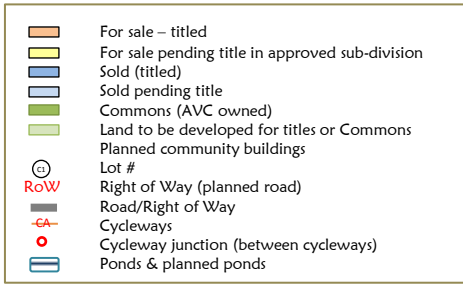 For sale – titled
For sale pending title in approved sub-division
Sold (titled)
Sold pending title
Commons (AVC owned)
Land to be developed for titles or Commons
Planned community buildings
C1 Lot #
RoW Right of Way (planned road)
Road/Right of Way
CA Cycleways
Cycleway junction (between cycleways)
Ponds & planned ponds